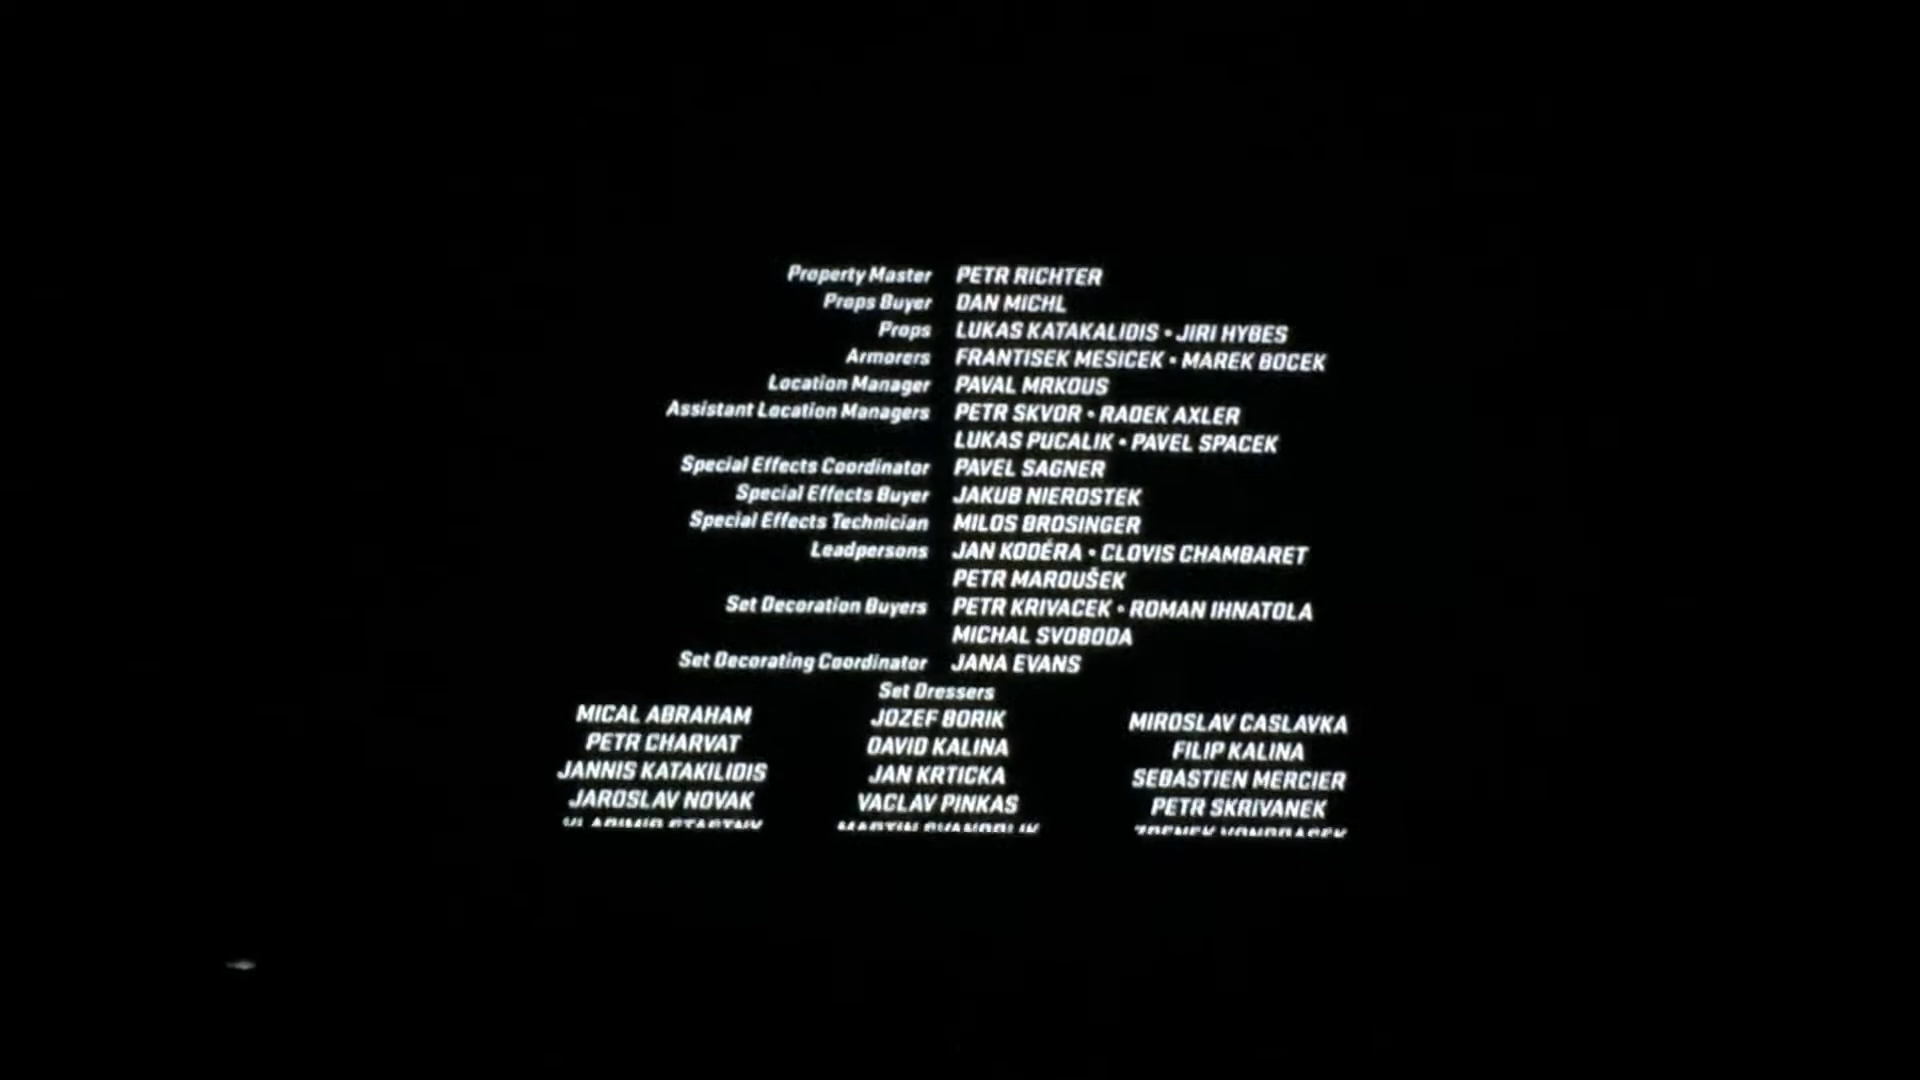 Property Master PETR RICHTER
Props Buyer DAN MICHL
Props LUKAS KATAKALIDIS • JIRI HYBES
Armorers FRANTISEK MESICEK • MAREK BOCEK
Location Manager PAVAL MRKOUS
Assistant Location Managers PETR SKVOR • RADEK AXLER
LUKAS PUCALIK • PAVEL SPACEK
Special Effects Coordinator PAVEL SAGNER
Special Effects Buyer JAKUB NIEROSTEK
Special Effects Technician MILOS BROSINGER
Leadpersons JAN KODĚRA • CLOVIS CHAMBARET
PETR MAROUŠEK
Set Decoration Buyers PETR KRIVACEK • ROMAN IHNATOLA
MICHAL SVOBODA
Set Decorating Coordinator JANA EVANS
Set Dressers
MICAL ABRAHAM JOZEF BORIK MIROSLAV CASLAVKA
PETR CHARVAT DAVID KALINA FILIP KALINA
JANNIS KATAKILIDIS JAN KRTICKA SEBASTIEN MERCIER
JAROSLAV NOVAK VACLAV PINKAS PETR SKRIVANEK